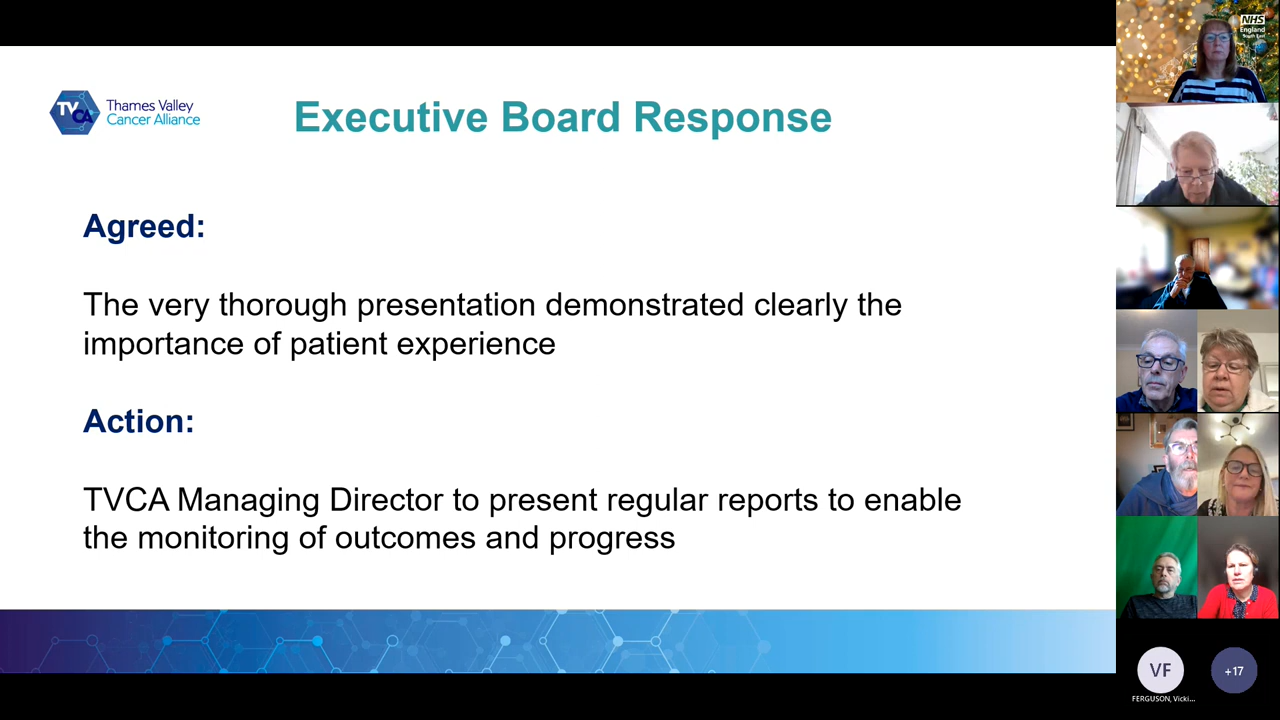 TV
CA
Thames Valley
Cancer Alliance
Executive Board Response
Agreed:
The very thorough presentation demonstrated clearly the
importance of patient experience
Action:
TVCA Managing Director to present regular reports to enable
the monitoring of outcomes and progress
NHS
England
South East
VF
FERGUSON, Vicki...
+17